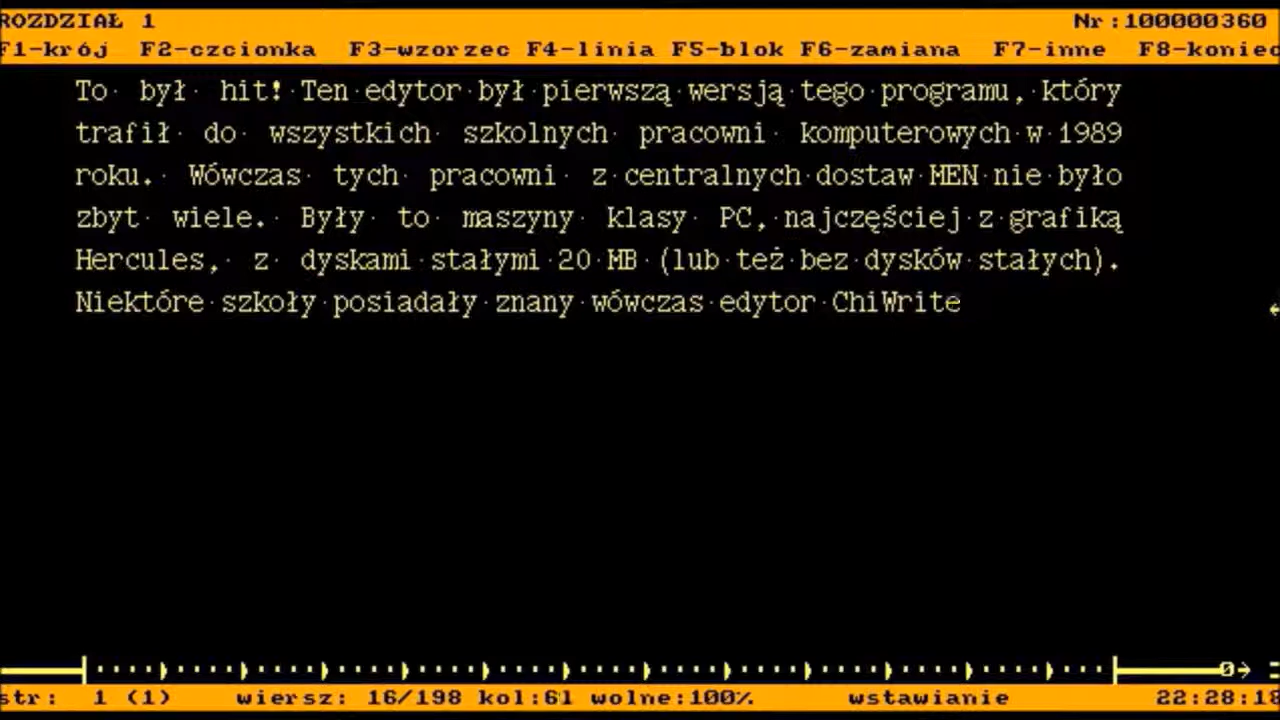 ROZDZIAŁ 1 Nr:100000360
F1-krój F2-czcionka F3-wzorzec F4-linia F5-blok F6-zamiana F7-inne F8-koniec
To był hit! Ten edytor był pierwszą wersją tego programu, który
trafił do wszystkich szkolnych pracowni komputerowych w 1989
roku. Wówczas tych pracowni z centralnych dostaw MEN nie było
zbyt wiele. Były to maszyny klasy PC, najczęściej z grafiką
Hercules, z dyskami stałymi 20 MB (lub też bez dysków stałych).
Niektóre szkoły posiadały znany wówczas edytor ChiWrite
0
str: 1 (1) wiersz: 16/198 kol:61 wolne:100% wstawianie 22:28:18